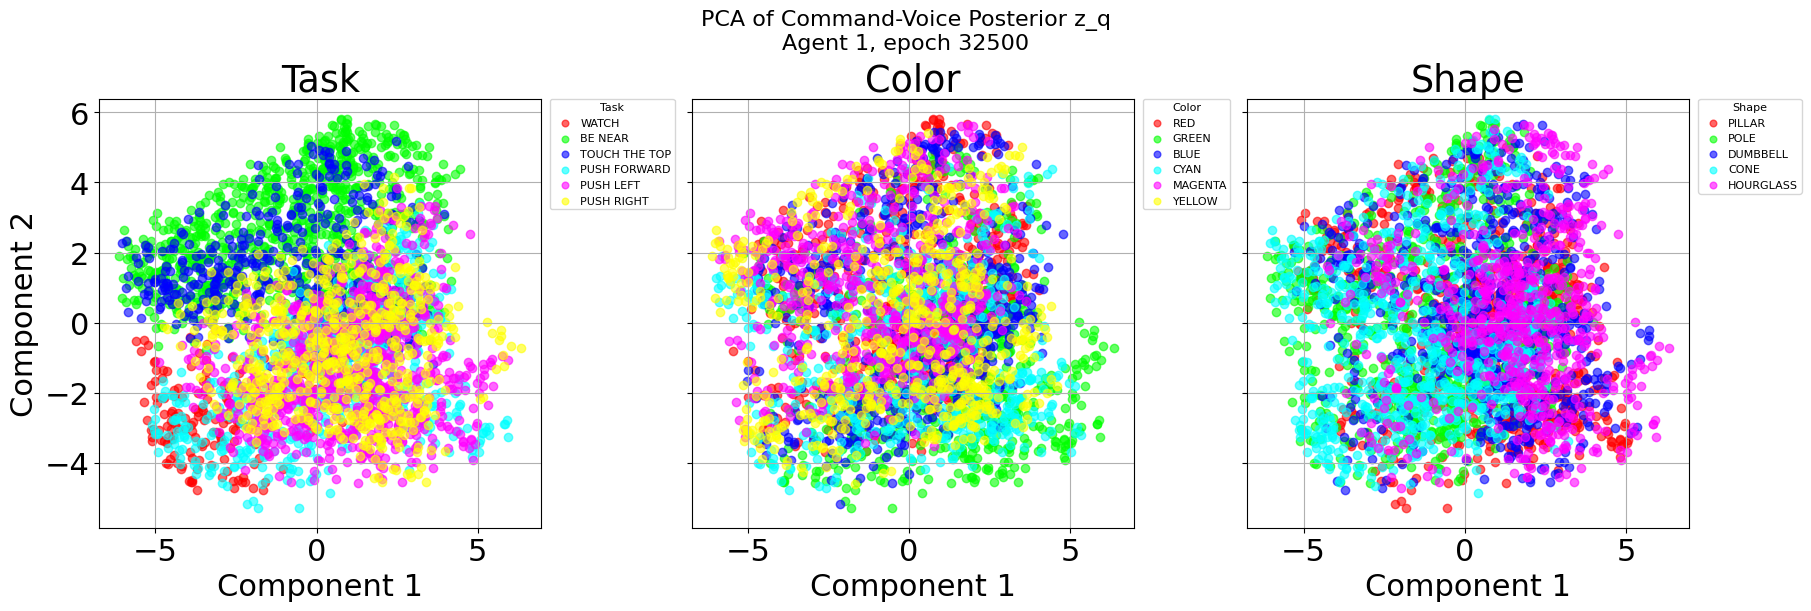 PCA of Command-Voice Posterior z_q
Agent 1, epoch 32500
Task
Component 2
6
4
2
0
−2
−4
−5 0 5
Component 1
Task
WATCH
BE NEAR
TOUCH THE TOP
PUSH FORWARD
PUSH LEFT
PUSH RIGHT
Color
−5 0 5
Component 1
Color
RED
GREEN
BLUE
CYAN
MAGENTA
YELLOW
Shape
−5 0 5
Component 1
Shape
PILLAR
POLE
DUMBBELL
CONE
HOURGLASS